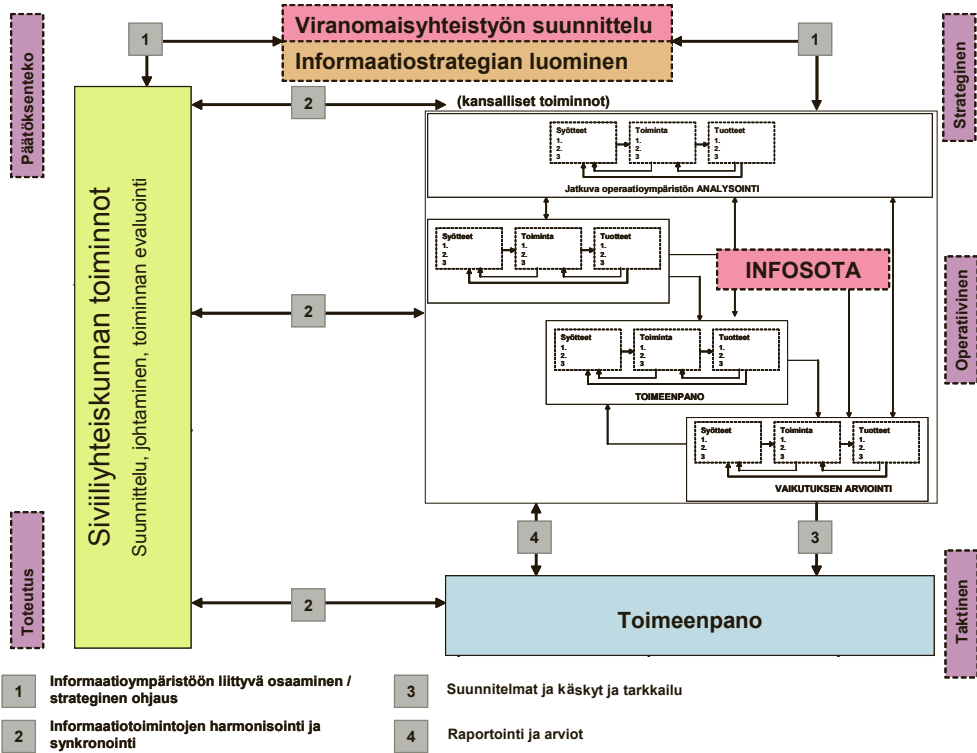 Viranomaisyhteistyön suunnittelu
Informaatiostrategian luominen
1
1
Päätöksenteko
Strateginen
2
(kansalliset toiminnot)
Siviiliyhteiskunnan toiminnot
Suunnittelu, johtaminen, toiminnan evaluointi
Syötteet
1.
2.
3
Toiminta
1.
2.
3
Tuotteet
1.
2.
3
Jatkuva operaatioympäristön ANALYSOINTI
Syötteet
1.
2.
3
Toiminta
1.
2.
3
Tuotteet
1.
2.
3
INFOSOTA
Operatiivinen
2
Syötteet
1.
2.
3
Toiminta
1.
2.
3
Tuotteet
1.
2.
3
TOIMEENPANO
Syötteet
1.
2.
3
Toiminta
1.
2.
3
Tuotteet
1.
2.
3
VAIKUTUKSEN ARVIOINTI
4
3
Toteutus
2
Toimeenpano
Taktinen
1
Informaatioympäristöön liittyvä osaaminen /
strateginen ohjaus
2
Informaatiotoimintojen harmonisointi ja
synkronointi
3
Suunnitelmat ja käskyt ja tarkkailu
4
Raportointi ja arviot